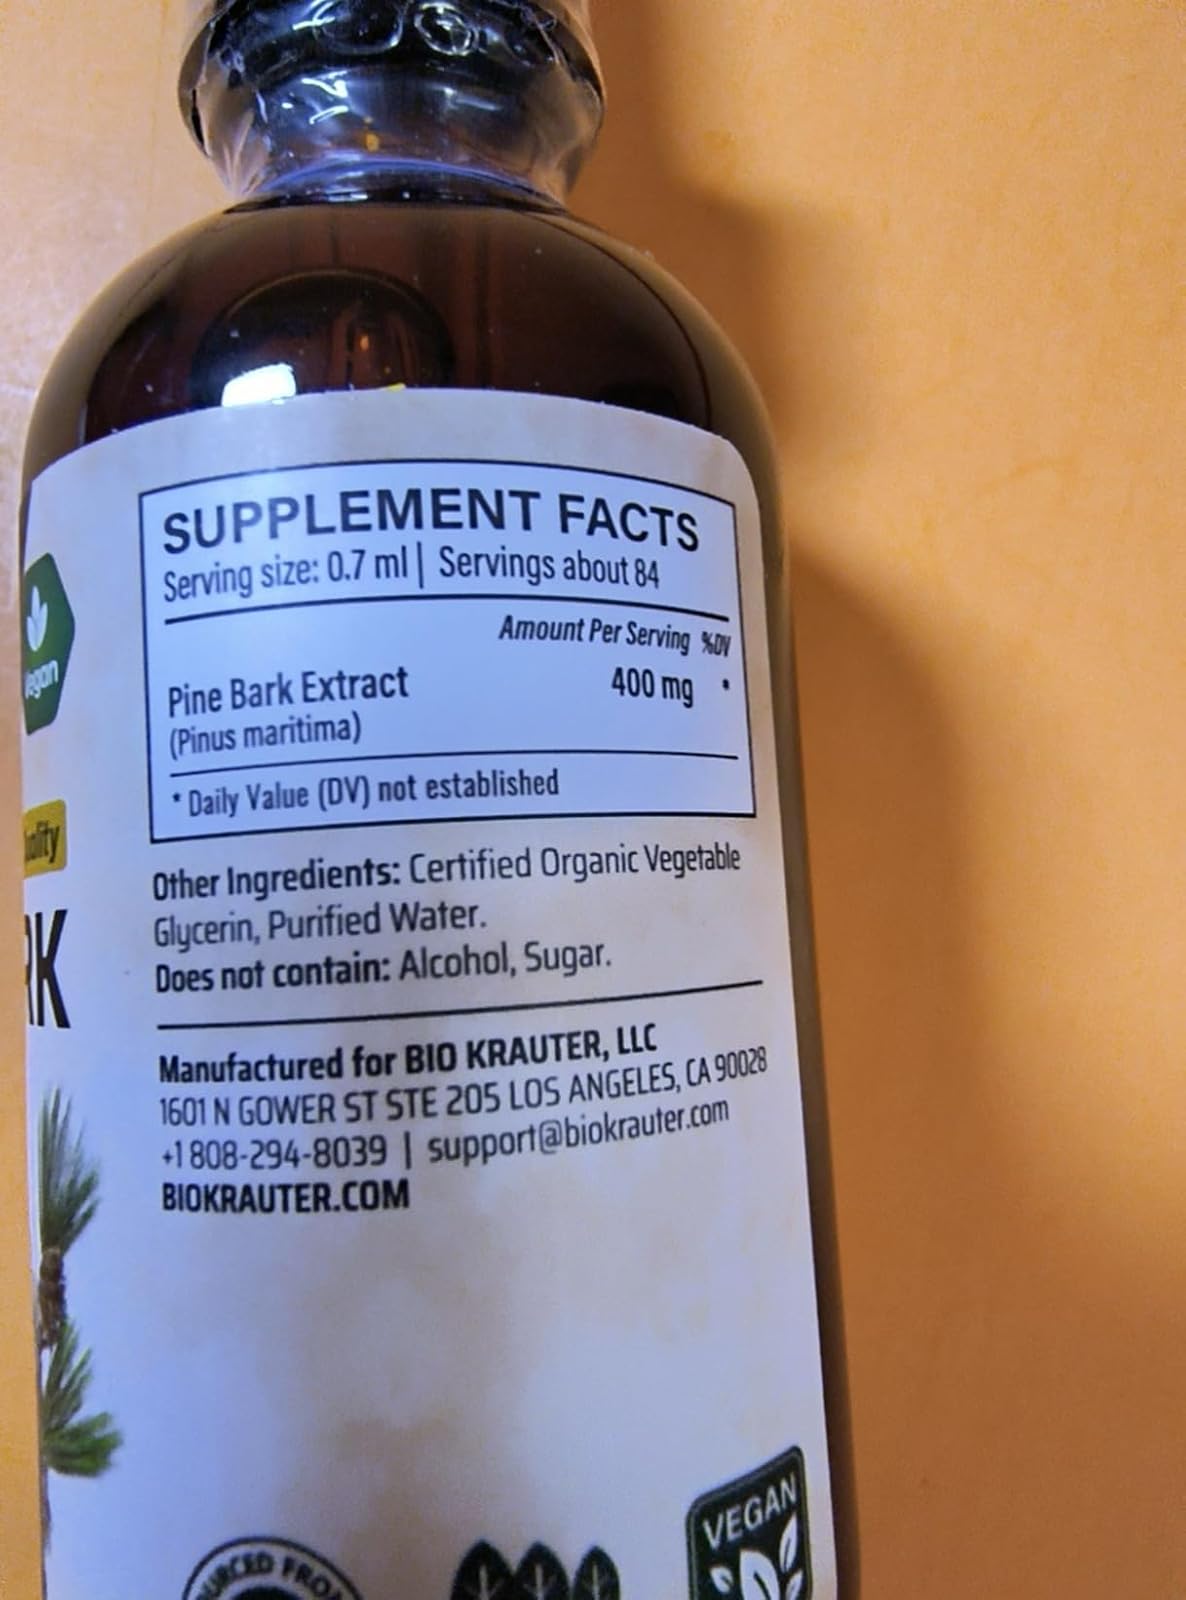 SUPPLEMENT FACTS
Serving size: 0.7 ml | Servings about 84
Amount Per Serving %DV
Pine Bark Extract 400 mg *
(Pinus maritima)
* Daily Value (DV) not established
Other Ingredients: Certified Organic Vegetable
Glycerin, Purified Water.
Does not contain: Alcohol, Sugar.
Manufactured for BIO KRAUTER, LLC
1601 N GOWER ST STE 205 LOS ANGELES, CA 90028
+1 808-294-8039 | support@biokrauter.com
BIOKRAUTER.COM
VEGAN